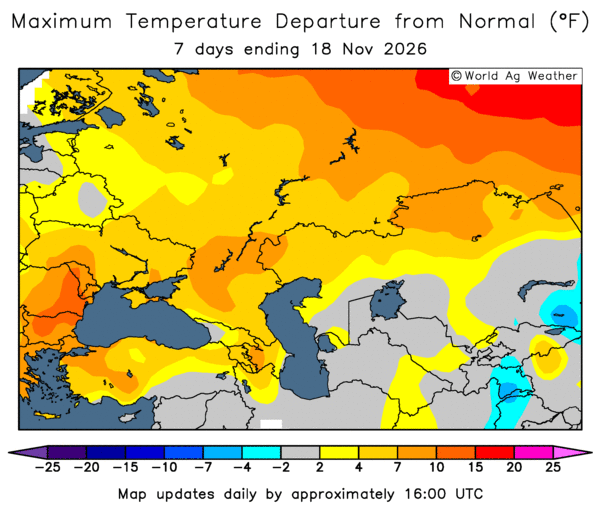 Maximum Temperature Departure from Normal (°F)
7 days ending 18 Nov 2026
© World Ag Weather
-25 -20 -15 -10 -7 -4 -2 2 4 7 10 15 20 25
Map updates daily by approximately 16:00 UTC